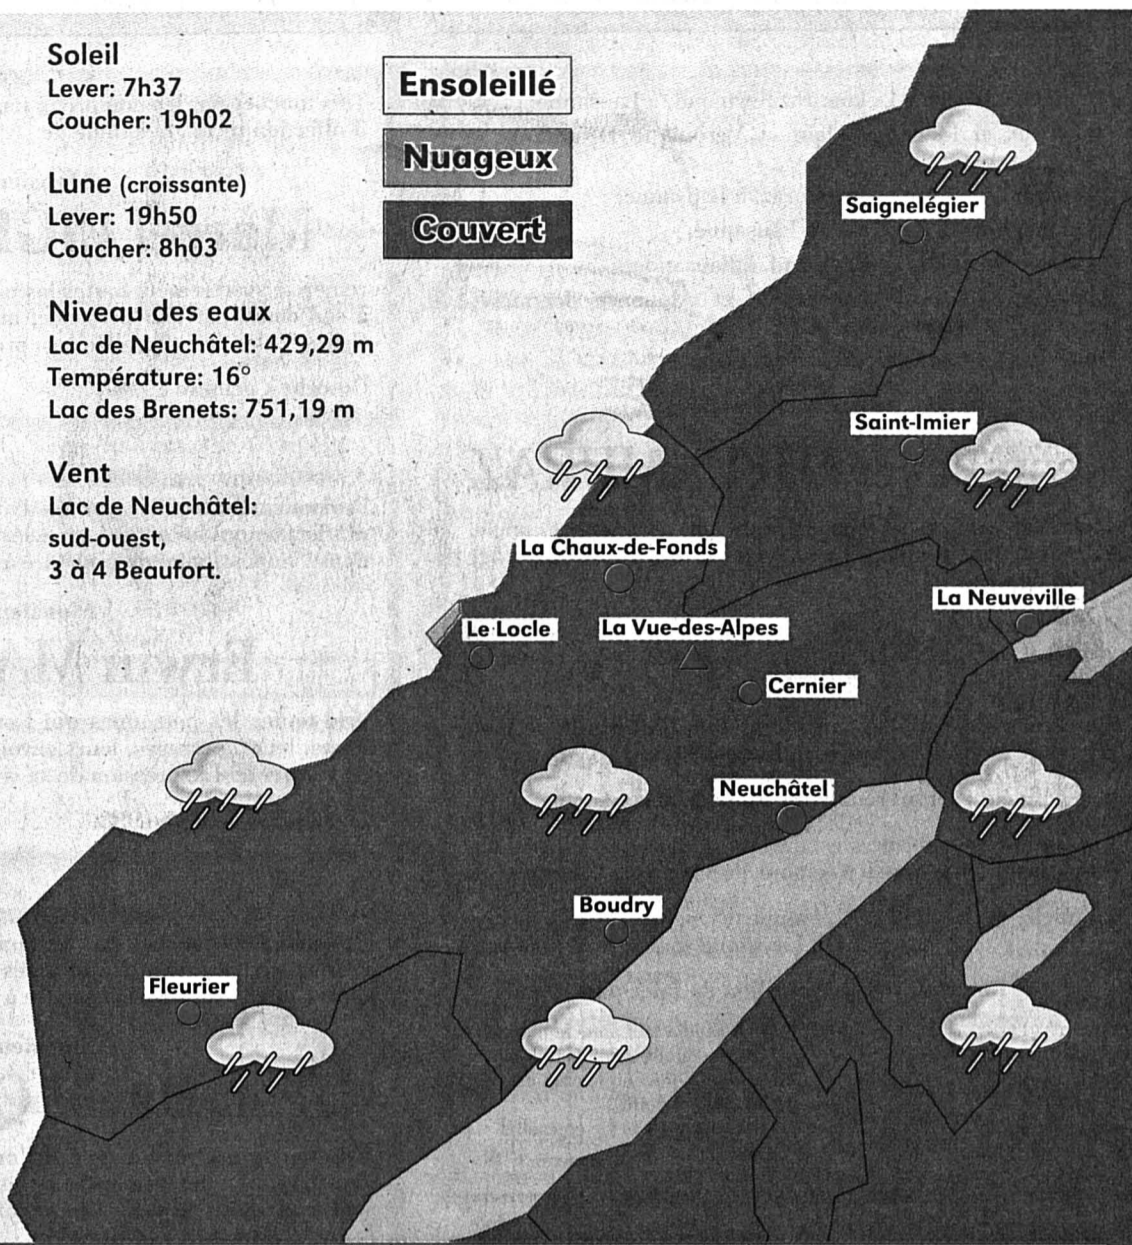 Soleil
Lever: 7h37
Coucher: 19h02
Lune (croissante)
Lever: 19h50
Coucher: 8h03
Niveau des eaux
Lac de Neuchâtel: 429,29 m
Température: 16°
Lac des Brenets: 751,19 m
Vent
Lac de Neuchâtel:
sud-ouest,
3 à 4 Beaufort.
Ensoleillé
Nuageux
Couvert
Saignelégier
Saint-Imier
La Chaux-de-Fonds
La Neuveville
Le Locle
La Vue-des-Alpes
Cernier
Neuchâtel
Boudry
Fleurier